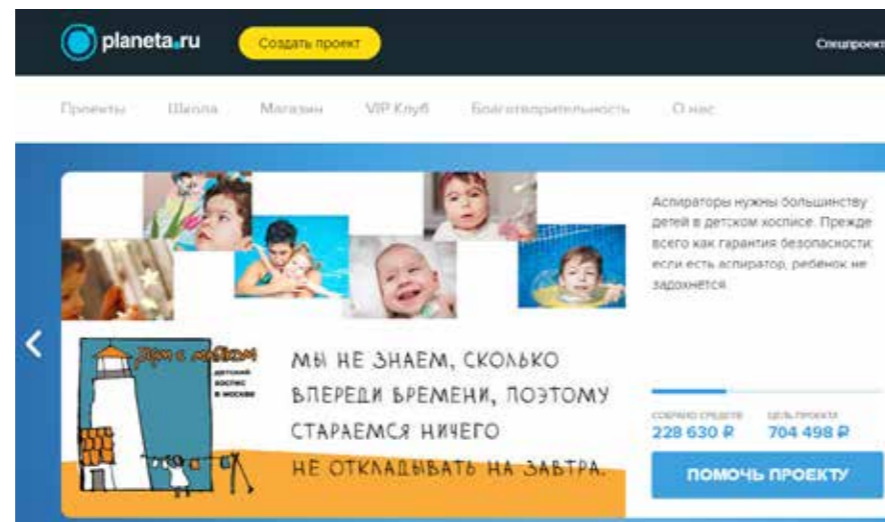 planeta.ru
Создать проект
Спецпроект
Проекты Школа Магазин VIP Клуб Благотворительность О нас
Аспираторы нужны большинству
детей в детском хосписе. Прежде
всего как гарантия безопасности:
если есть аспиратор, ребёнок не
задохнётся.
Дом с маяком
детский
хоспис
в москве
МЫ НЕ ЗНАЕМ, СКОЛЬКО
ВПЕРЕДИ ВРЕМЕНИ, ПОЭТОМУ
СТАРАЕМСЯ НИЧЕГО
НЕ ОТКЛАДЫВАТЬ НА ЗАВТРА.
СОБРАНО СРЕДСТВ ЦЕЛЬ ПРОЕКТА
228 630 ₽ 704 498 ₽
ПОМОЧЬ ПРОЕКТУ